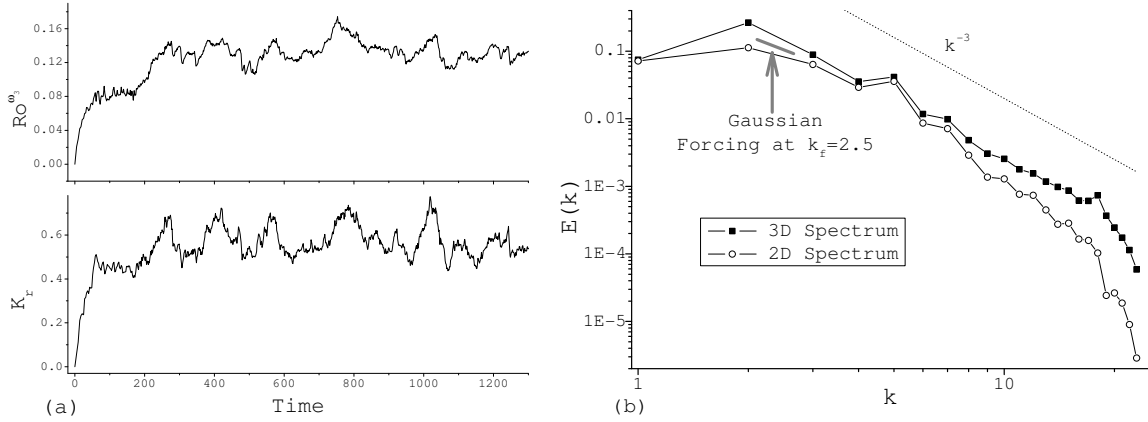 0.16
0.12
0.08
0.04
0.00
Ro^ω_3
0.6
0.4
0.2
0.0
K_r
0 200 400 600 800 1000 1200
(a) Time
0.1
0.01
1E-3
1E-4
1E-5
E(k)
k^-3
Gaussian
Forcing at k_f=2.5
3D Spectrum
2D Spectrum
1 10
(b) k